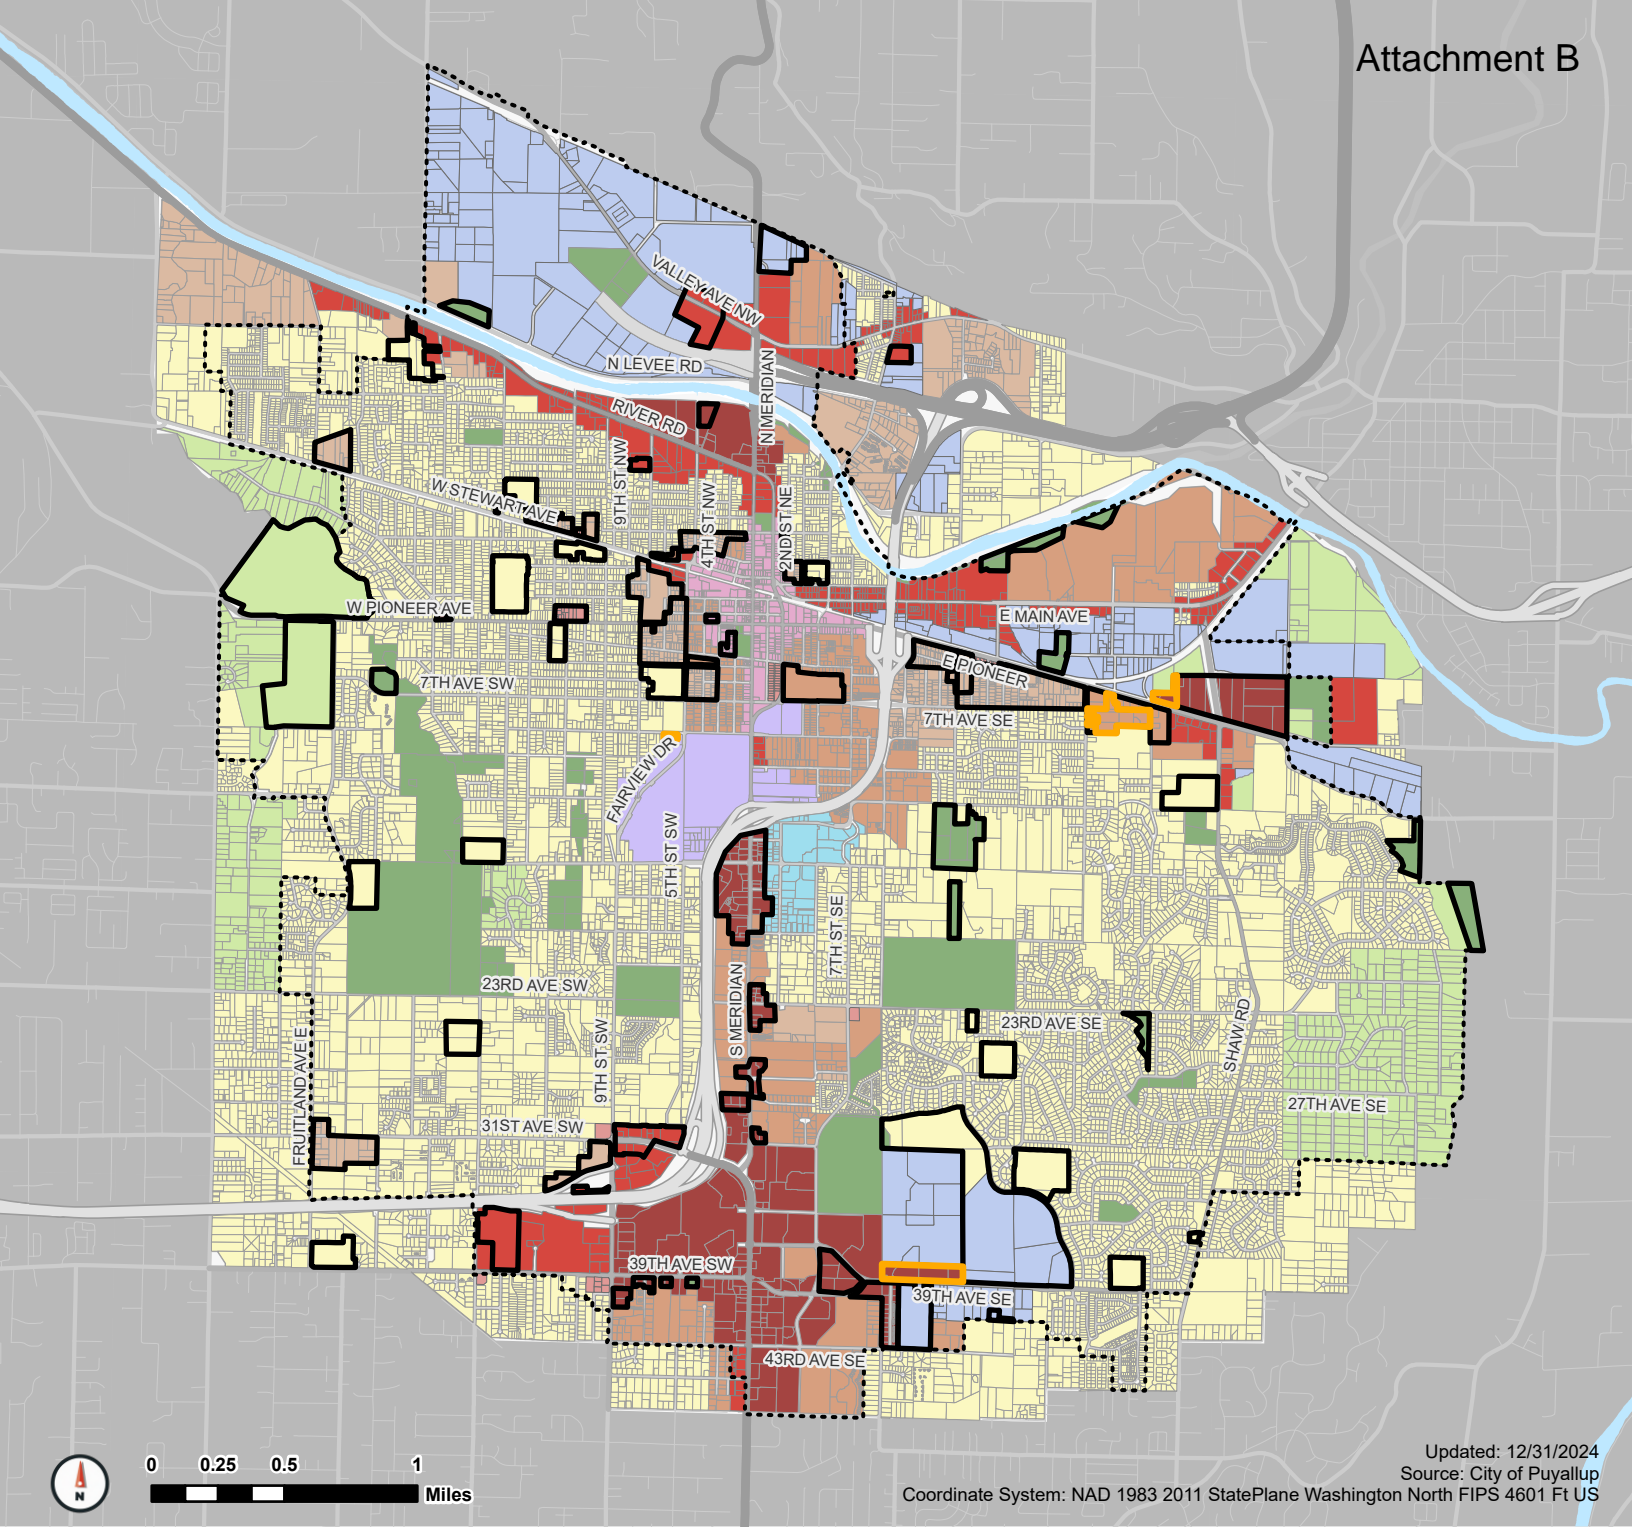 Attachment B
VALLEY AVE NW
N LEVEE RD
N MERIDIAN
RIVER RD
9TH ST NW
W STEWART AVE
4TH ST NW
2ND ST NE
W PIONEER AVE
E MAIN AVE
E PIONEER
7TH AVE SW
7TH AVE SE
FAIRVIEW DR
5TH ST SW
7TH ST SE
S MERIDIAN
23RD AVE SW
23RD AVE SE
SHAW RD
FRUITLAND AVE E
9TH ST SW
27TH AVE SE
31ST AVE SW
39TH AVE SW
39TH AVE SE
43RD AVE SE
N
0 0.25 0.5 1
Miles
Updated: 12/31/2024
Source: City of Puyallup
Coordinate System: NAD 1983 2011 StatePlane Washington North FIPS 4601 Ft US